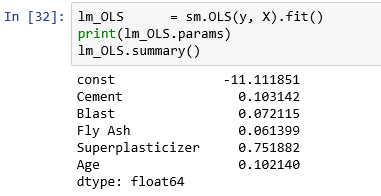 In [32]: lm_OLS = sm.OLS(y, X).fit()
print(lm_OLS.params)
lm_OLS.summary()
const -11.111851
Cement 0.103142
Blast 0.072115
Fly Ash 0.061399
Superplasticizer 0.751882
Age 0.102140
dtype: float64